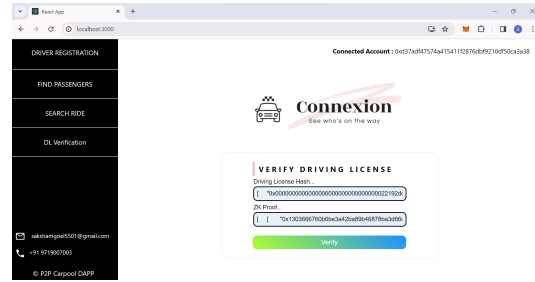 React App
localhost:3000
DRIVER REGISTRATION
Connected Account : 0xd37adf47574a415411f2876dbf9210df50ca3a38
FIND PASSENGERS
SEARCH RIDE
DL Verification
Connexion
See who's on the way
VERIFY DRIVING LICENSE
Driving License Hash...
ZK Proof...
Verify
sakshamgoel5501@gmail.com
+91 9719007003
© P2P Carpool DAPP